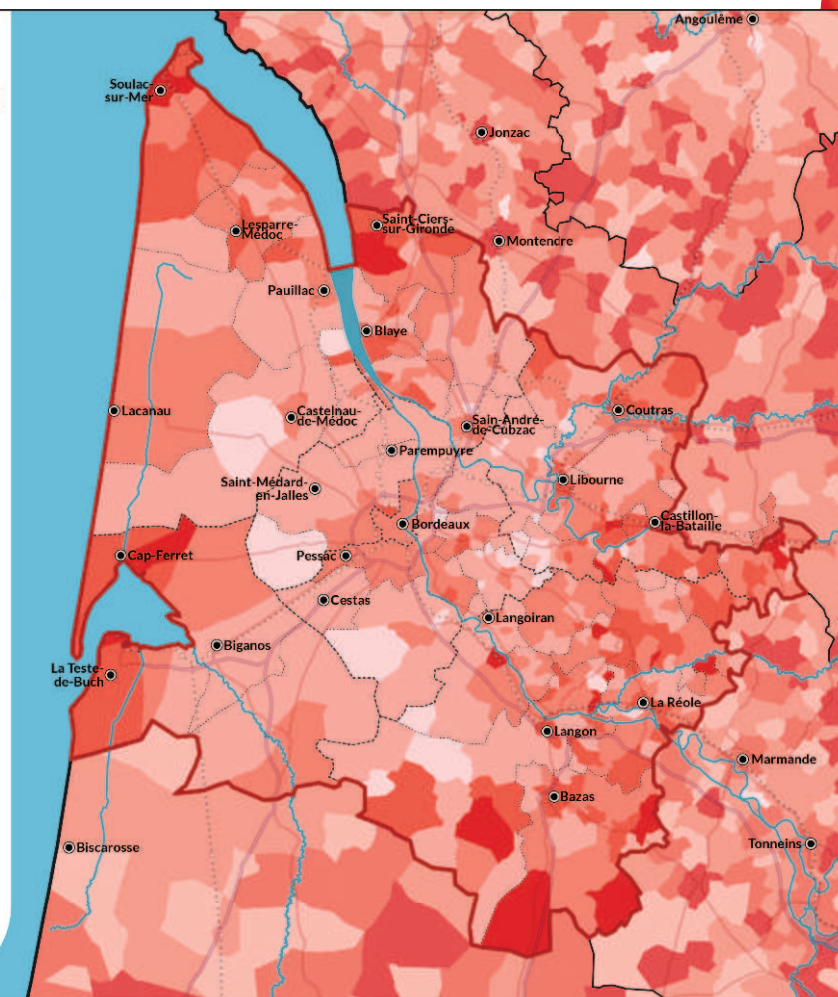 Angoulême
Soulac-
sur-Mer
Jonzac
Saint-Ciers-
sur-Gironde
Lesparre-
Médoc
Montendre
Pauillac
Blaye
Lacanau
Castelnau-
de-Médoc
Coutras
Sain-André-
de-Cubzac
Parempuyre
Saint-Médard-
en-Jalles
Libourne
Bordeaux
Castillon-
la-Bataille
Cap-Ferret
Pessac
Cestas
Langoiran
Biganos
La Teste-
de-Buch
La Réole
Langon
Marmande
Bazas
Biscarosse
Tonneins